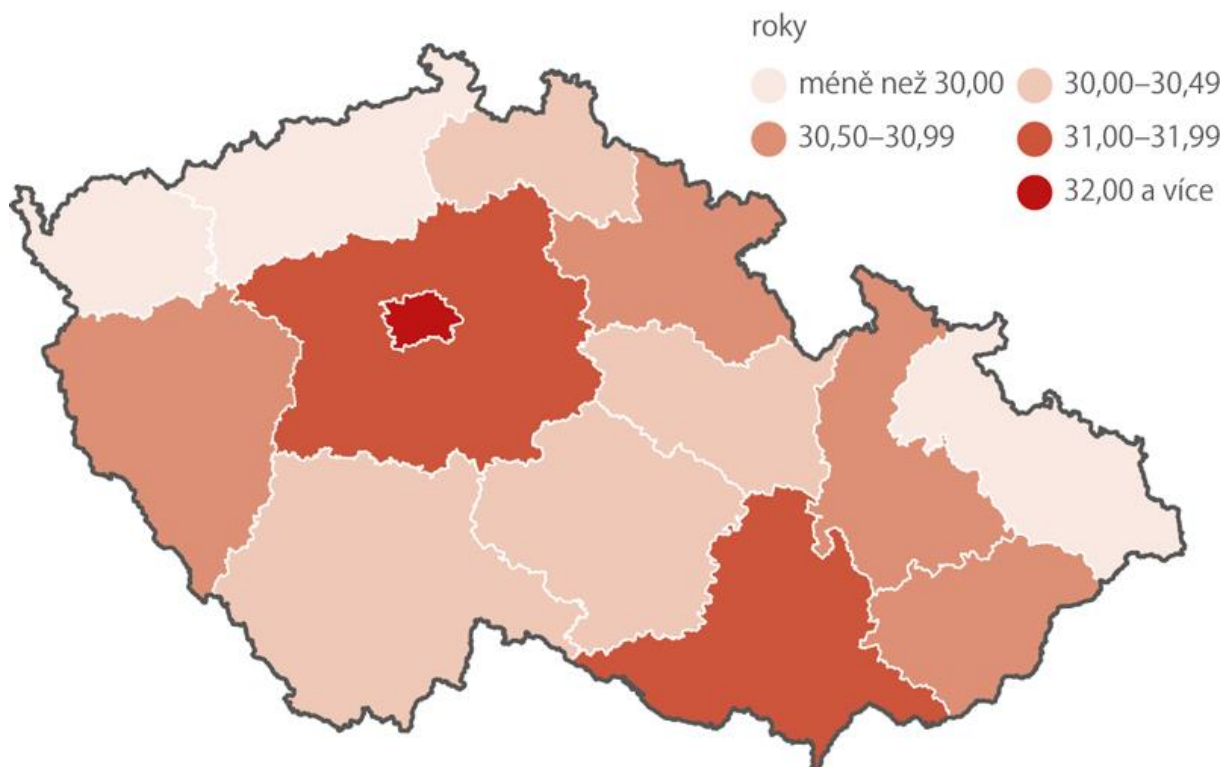 roky
méně než 30,00
30,00–30,49
30,50–30,99
31,00–31,99
32,00 a více